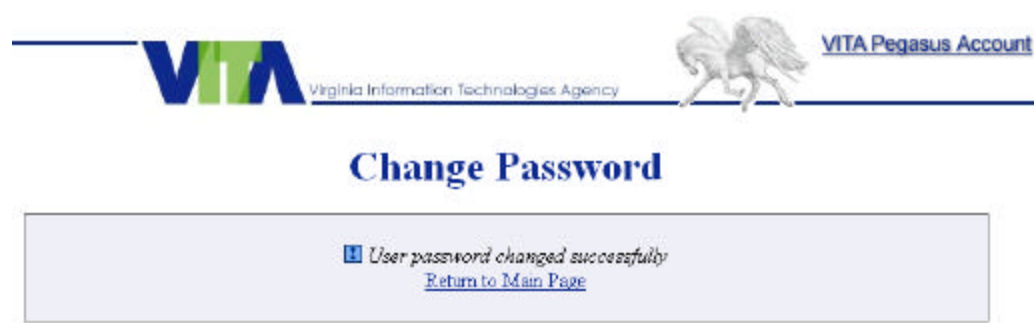 VITA Pegasus Account
VITA
Virginia Information Technologies Agency
Change Password
User password changed successfully
Return to Main Page